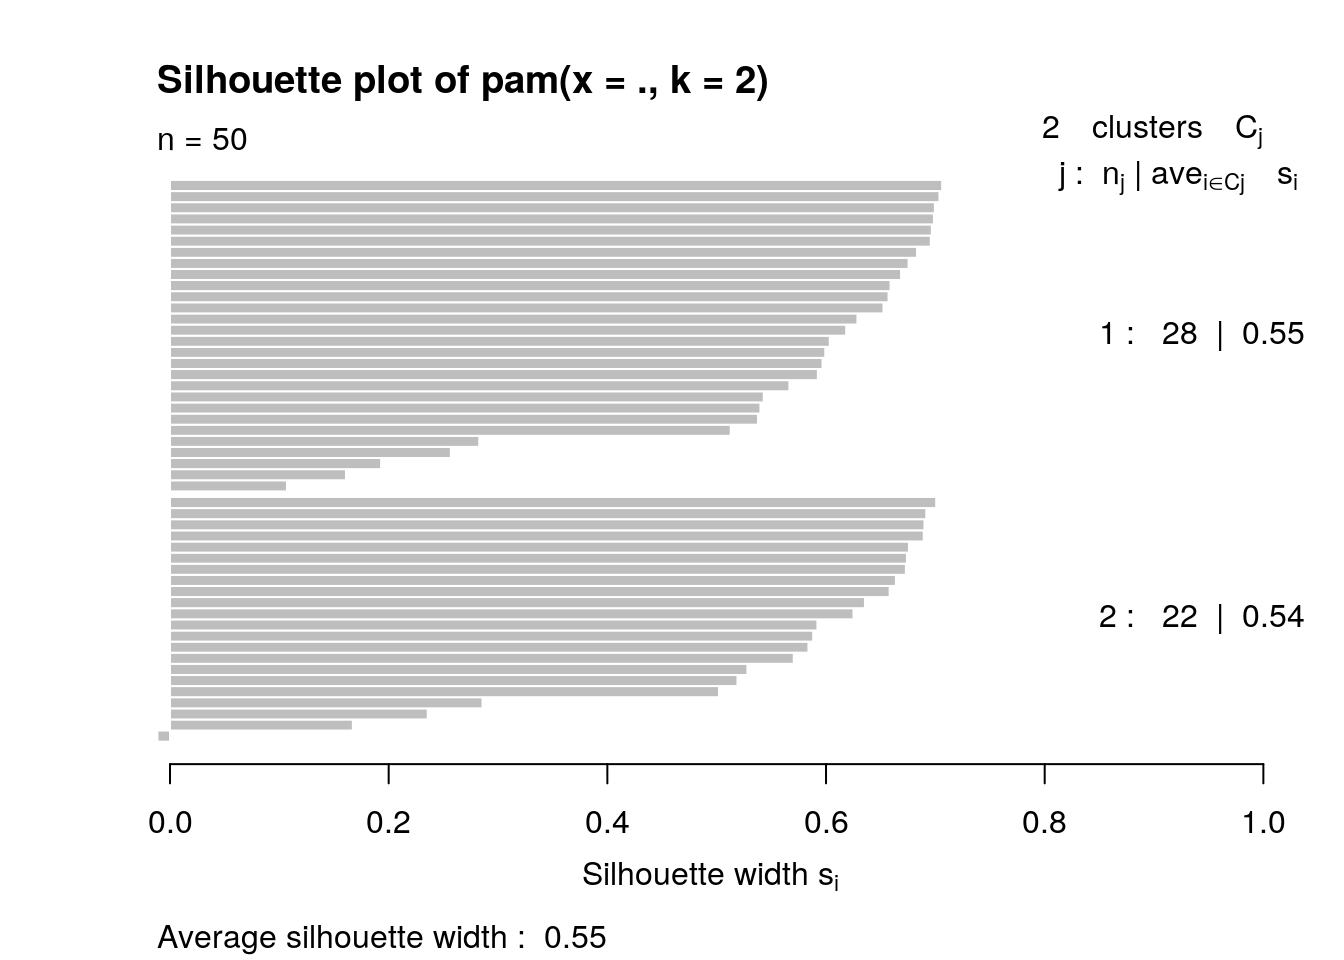 Silhouette plot of pam(x = ., k = 2)
n = 50
2 clusters Cj
j : nj | avei∈Cj si
1 : 28 | 0.55
2 : 22 | 0.54
0.0 0.2 0.4 0.6 0.8 1.0
Silhouette width si
Average silhouette width : 0.55